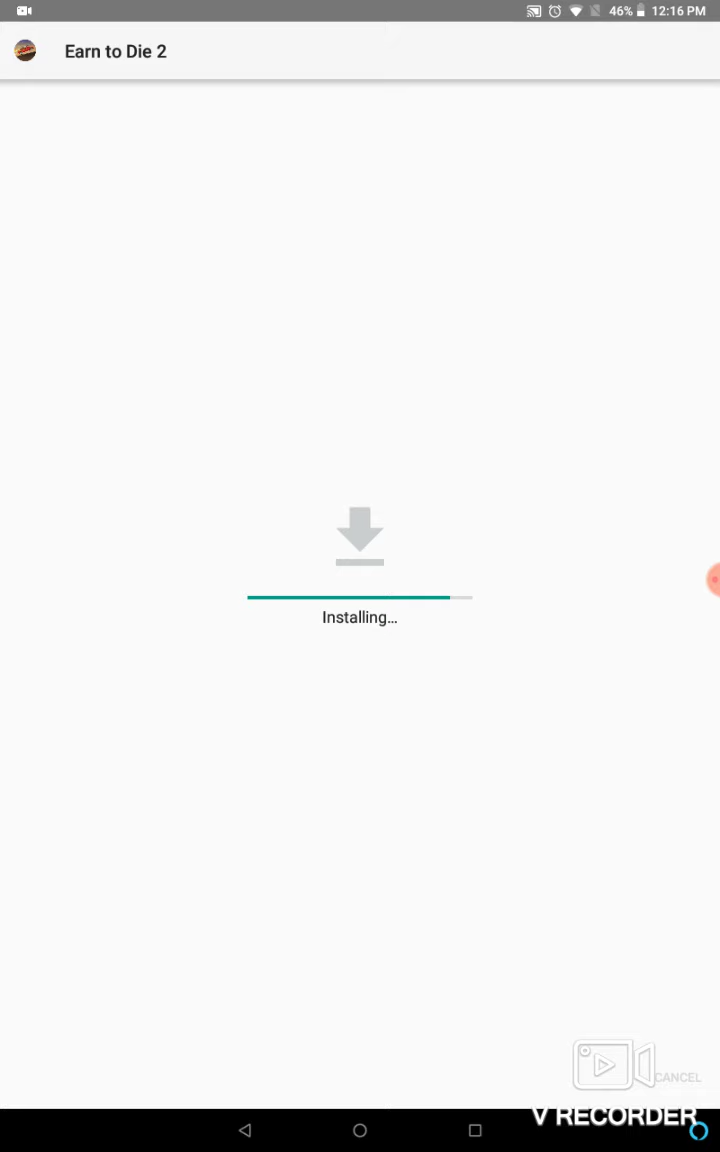 46% 12:16 PM
Earn to Die 2
Installing...
CANCEL
V RECORDER